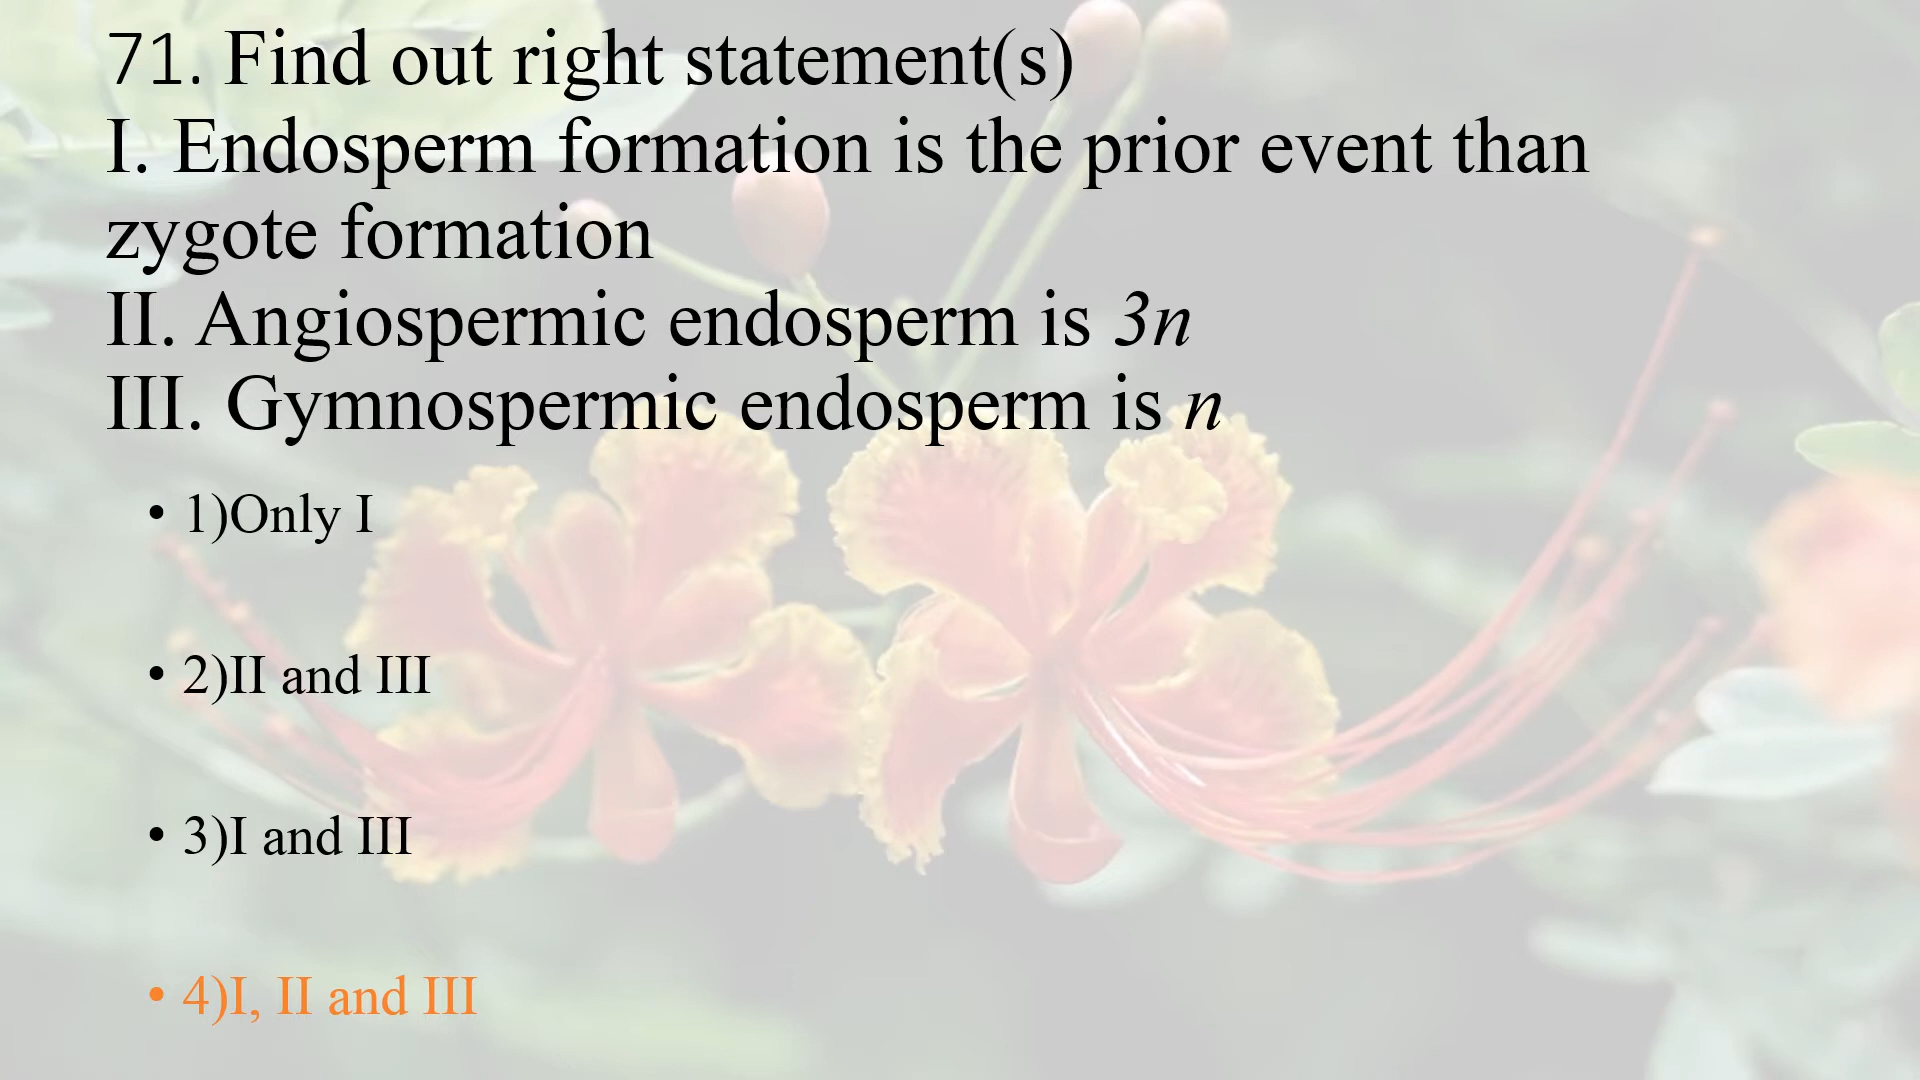 71. Find out right statement(s)
I. Endosperm formation is the prior event than
zygote formation
II. Angiospermic endosperm is 3n
III. Gymnospermic endosperm is n
• 1)Only I
• 2)II and III
• 3)I and III
• 4)I, II and III